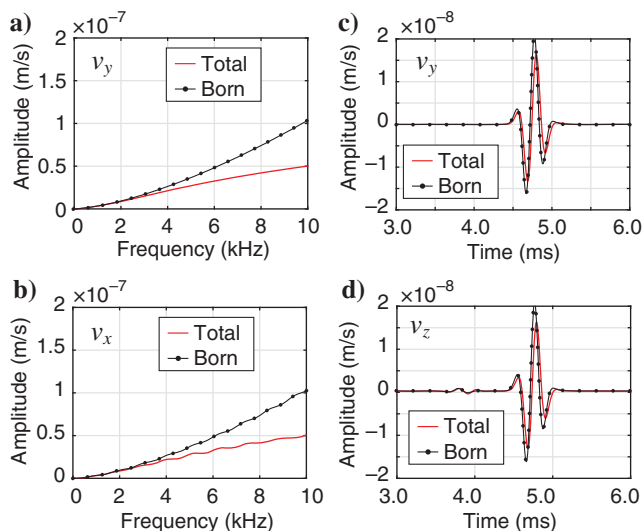 a)
×10⁻⁷
2
1.5
1
0.5
0
Amplitude (m/s)
v_y
Total
Born
0 2 4 6 8 10
Frequency (kHz)
c)
×10⁻⁸
2
1
0
−1
−2
Amplitude (m/s)
v_y
Total
Born
3.0 4.0 5.0 6.0
Time (ms)
b)
×10⁻⁷
2
1.5
1
0.5
0
Amplitude (m/s)
v_x
Total
Born
0 2 4 6 8 10
Frequency (kHz)
d)
×10⁻⁸
2
1
0
−1
−2
Amplitude (m/s)
v_z
Total
Born
3.0 4.0 5.0 6.0
Time (ms)